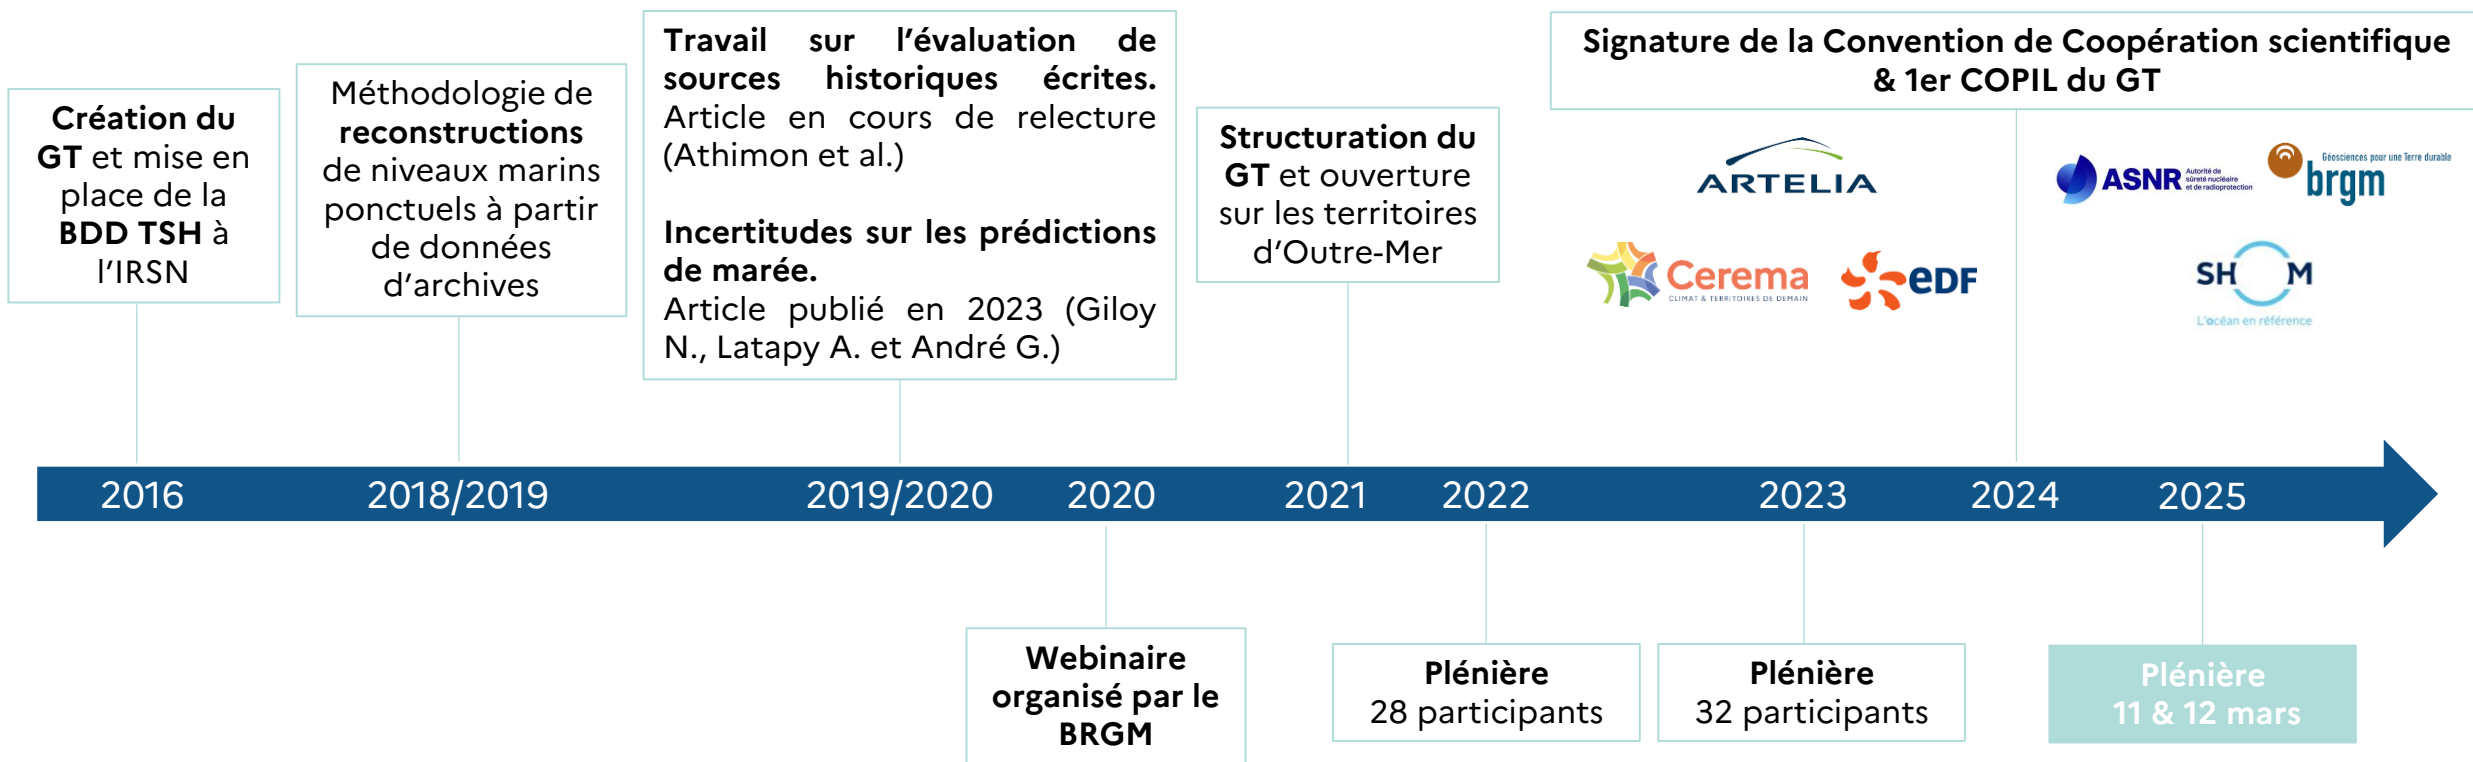 Création du
GT et mise en
place de la
BDD TSH à
l'IRSN
Méthodologie de
reconstructions
de niveaux marins
ponctuels à partir
de données
d'archives
Travail sur l'évaluation de
sources historiques écrites.
Article en cours de relecture
(Athimon et al.)
Incertitudes sur les prédictions
de marée.
Article publié en 2023 (Giloy
N., Latapy A. et André G.)
Structuration du
GT et ouverture
sur les territoires
d'Outre-Mer
Signature de la Convention de Coopération scientifique
& 1er COPIL du GT
ARTELIA
ASNR
Autorité de
sûreté nucléaire
et de radioprotection
Géosciences pour une Terre durable
brgm
Cerema
CLIMAT & TERRITOIRES DE DEMAIN
eDF
SHOM
L'océan en référence
2016
2018/2019
2019/2020
2020
2021
2022
2023
2024
2025
Webinaire
organisé par le
BRGM
Plénière
28 participants
Plénière
32 participants
Plénière
11 & 12 mars